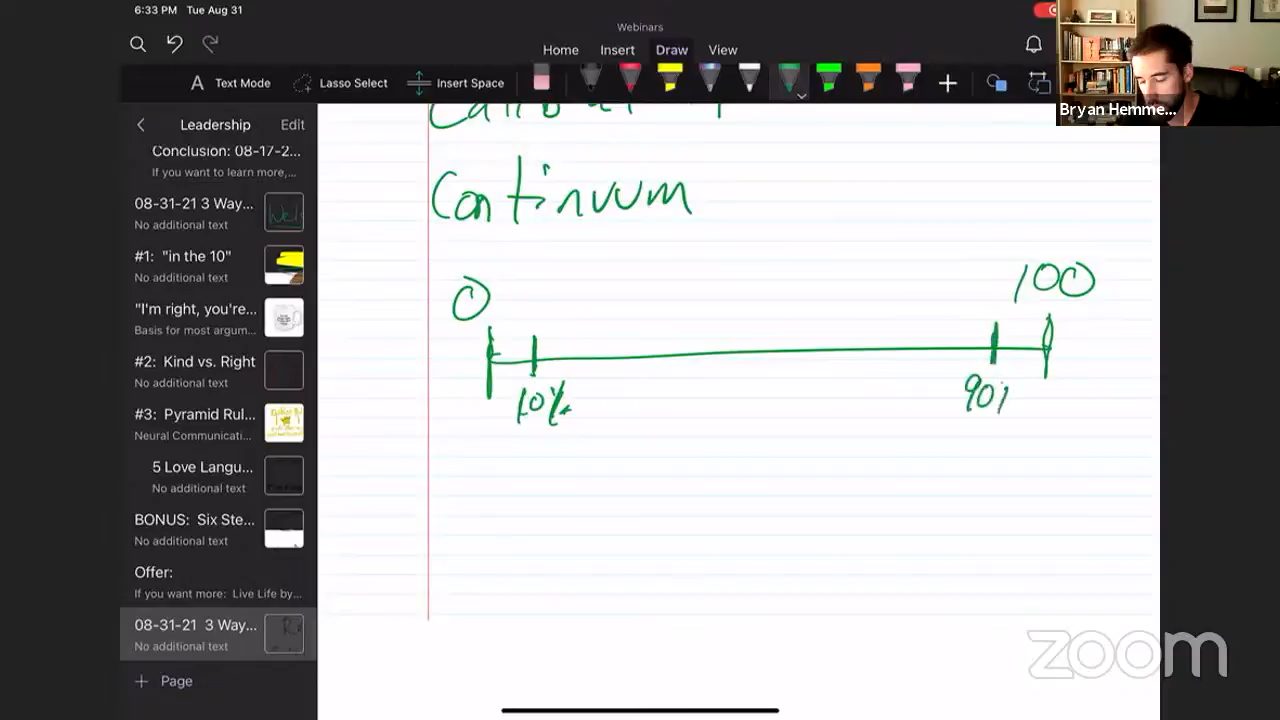 6:33 PM Tue Aug 31
Webinars
Home Insert Draw View
Text Mode Lasso Select Insert Space
Bryan Hemme...
Leadership Edit
Conclusion: 08-17-2...
If you want to learn more,...
08-31-21 3 Way...
No additional text
#1: "in the 10"
No additional text
"I'm right, you're...
Basis for most argum...
#2: Kind vs. Right
No additional text
#3: Pyramid Rul...
Neural Communicati...
5 Love Langu...
No additional text
BONUS: Six Ste...
No additional text
Offer:
If you want more: Live Life by...
08-31-21 3 Way...
No additional text
+ Page
Continuum
0 100
10% 90%
zoom